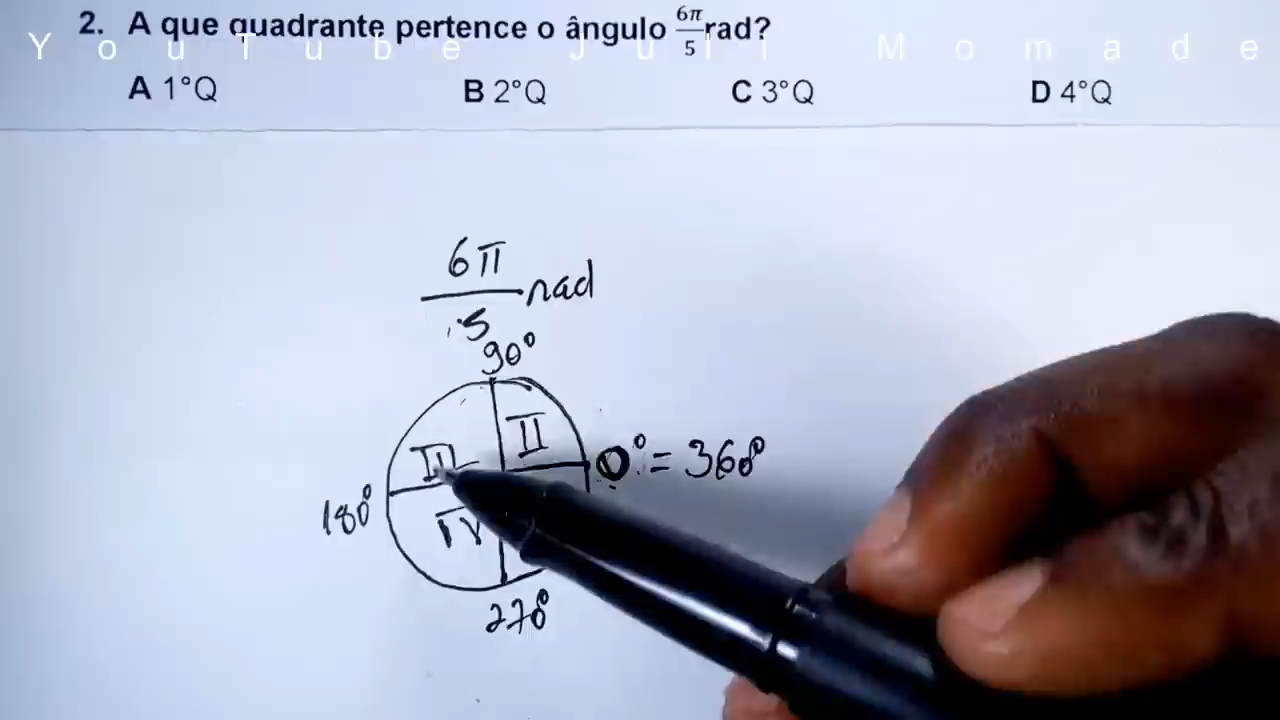 2. A que quadrante pertence o ângulo 6π/5 rad?
YouTube Juli Momade
A 1°Q B 2°Q C 3°Q D 4°Q
6π/5 rad
90°
II
III
0° = 360°
180°
IV
270°